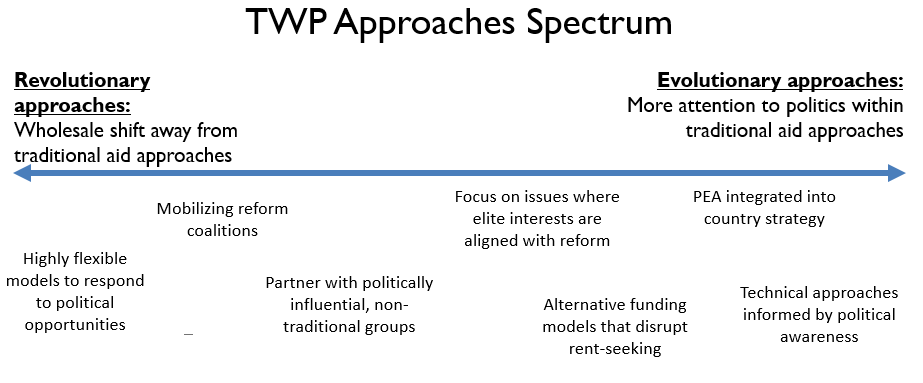 TWP Approaches Spectrum
Revolutionary
approaches:
Wholesale shift away from
traditional aid approaches
Evolutionary approaches:
More attention to politics within
traditional aid approaches
Mobilizing reform
coalitions
Focus on issues where
elite interests are
aligned with reform
PEA integrated into
country strategy
Highly flexible
models to respond
to political
opportunities
Partner with politically
influential, non-
traditional groups
Alternative funding
models that disrupt
rent-seeking
Technical approaches
informed by political
awareness